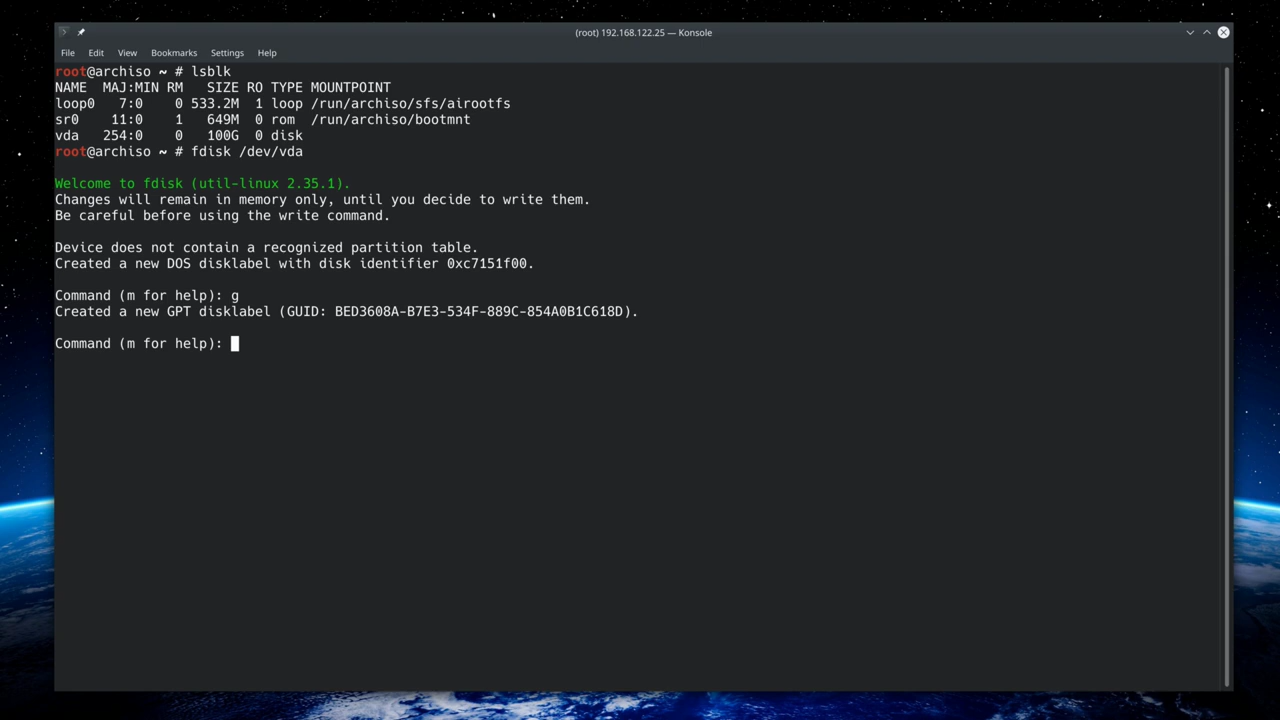 (root) 192.168.122.25 — Konsole
File Edit View Bookmarks Settings Help
root@archiso ~ # lsblk
NAME  MAJ:MIN RM   SIZE RO TYPE MOUNTPOINT
loop0   7:0    0 533.2M  1 loop /run/archiso/sfs/airootfs
sr0    11:0    1   649M  0 rom  /run/archiso/bootmnt
vda   254:0    0   100G  0 disk
root@archiso ~ # fdisk /dev/vda
Welcome to fdisk (util-linux 2.35.1).
Changes will remain in memory only, until you decide to write them.
Be careful before using the write command.
Device does not contain a recognized partition table.
Created a new DOS disklabel with disk identifier 0xc7151f00.
Command (m for help): g
Created a new GPT disklabel (GUID: BED3608A-B7E3-534F-889C-854A0B1C618D).
Command (m for help):